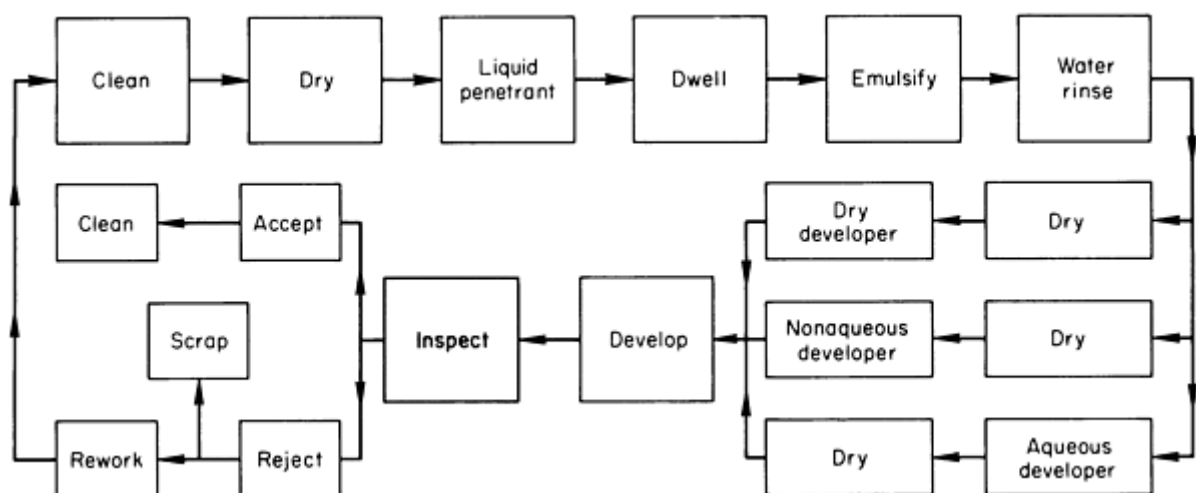 Clean
Dry
Liquid
penetrant
Dwell
Emulsify
Water
rinse
Clean
Accept
Dry
developer
Dry
Scrap
Inspect
Develop
Nonaqueous
developer
Dry
Rework
Reject
Dry
Aqueous
developer